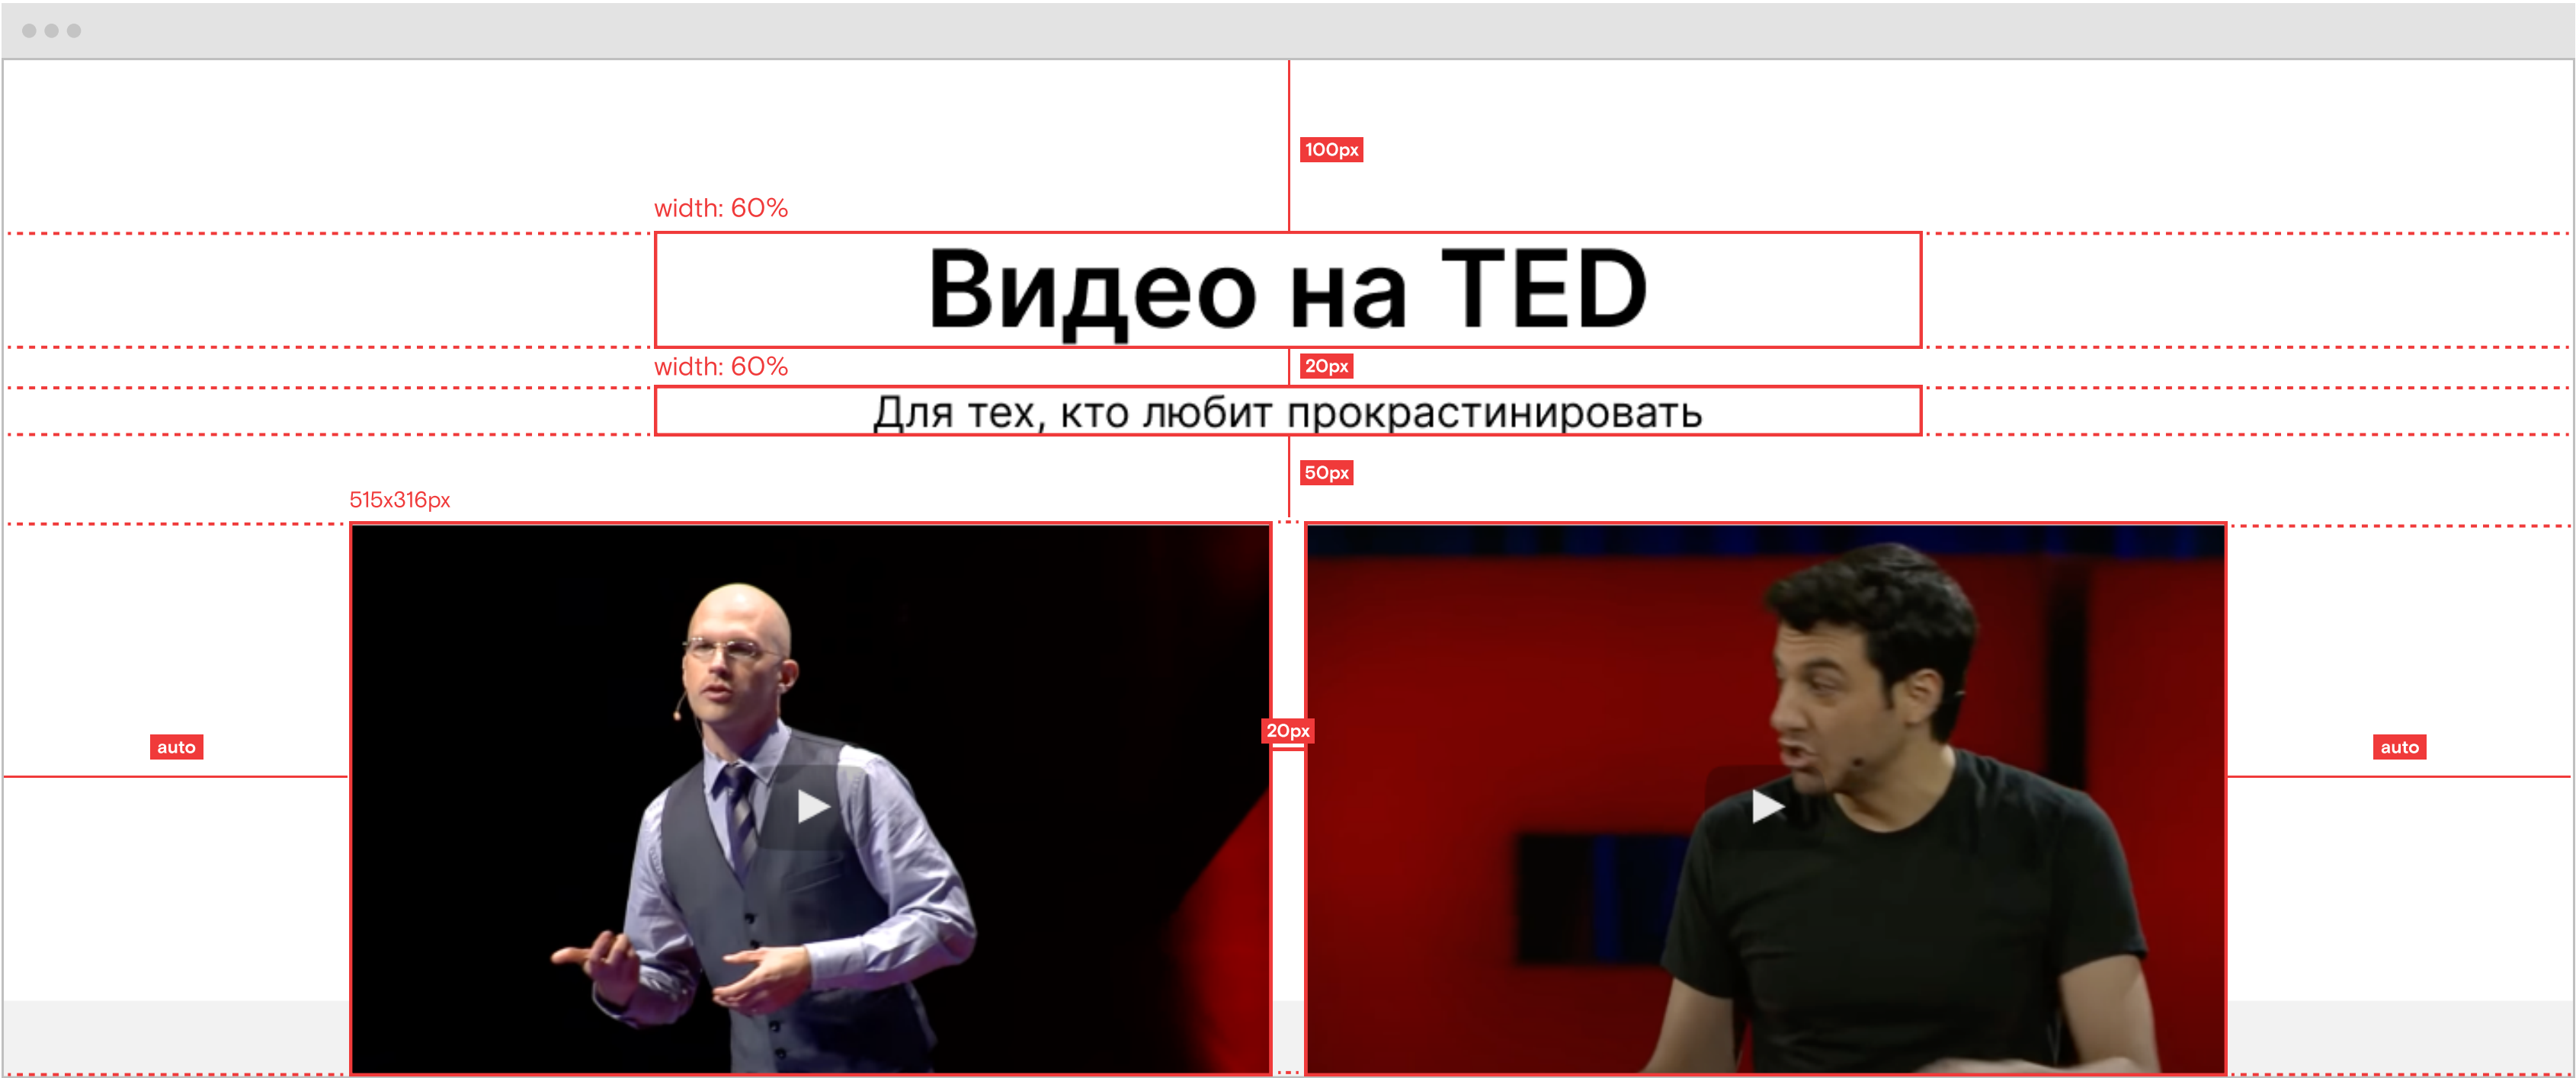 100px
width: 60%
Видео на TED
width: 60%
20px
Для тех, кто любит прокрастинировать
50px
515x316px
20px
auto
auto